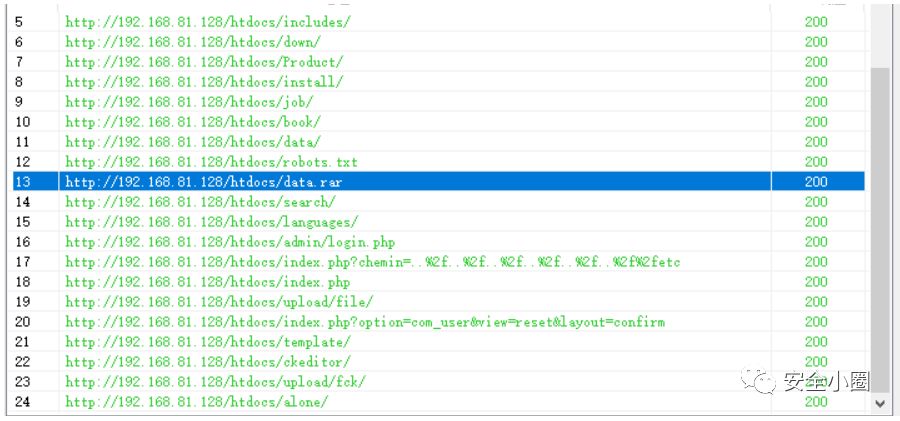 5 http://192.168.81.128/htdocs/includes/ 200
6 http://192.168.81.128/htdocs/down/ 200
7 http://192.168.81.128/htdocs/Product/ 200
8 http://192.168.81.128/htdocs/install/ 200
9 http://192.168.81.128/htdocs/job/ 200
10 http://192.168.81.128/htdocs/book/ 200
11 http://192.168.81.128/htdocs/data/ 200
12 http://192.168.81.128/htdocs/robots.txt 200
13 http://192.168.81.128/htdocs/data.rar 200
14 http://192.168.81.128/htdocs/search/ 200
15 http://192.168.81.128/htdocs/languages/ 200
16 http://192.168.81.128/htdocs/admin/login.php 200
17 http://192.168.81.128/htdocs/index.php?chemin=..%2f..%2f..%2f..%2f..%2f..%2f%2fetc 200
18 http://192.168.81.128/htdocs/index.php 200
19 http://192.168.81.128/htdocs/upload/file/ 200
20 http://192.168.81.128/htdocs/index.php?option=com_user&view=reset&layout=confirm 200
21 http://192.168.81.128/htdocs/template/ 200
22 http://192.168.81.128/htdocs/ckeditor/ 200
23 http://192.168.81.128/htdocs/upload/fck/ 200
安全小圈
24 http://192.168.81.128/htdocs/alone/ 200